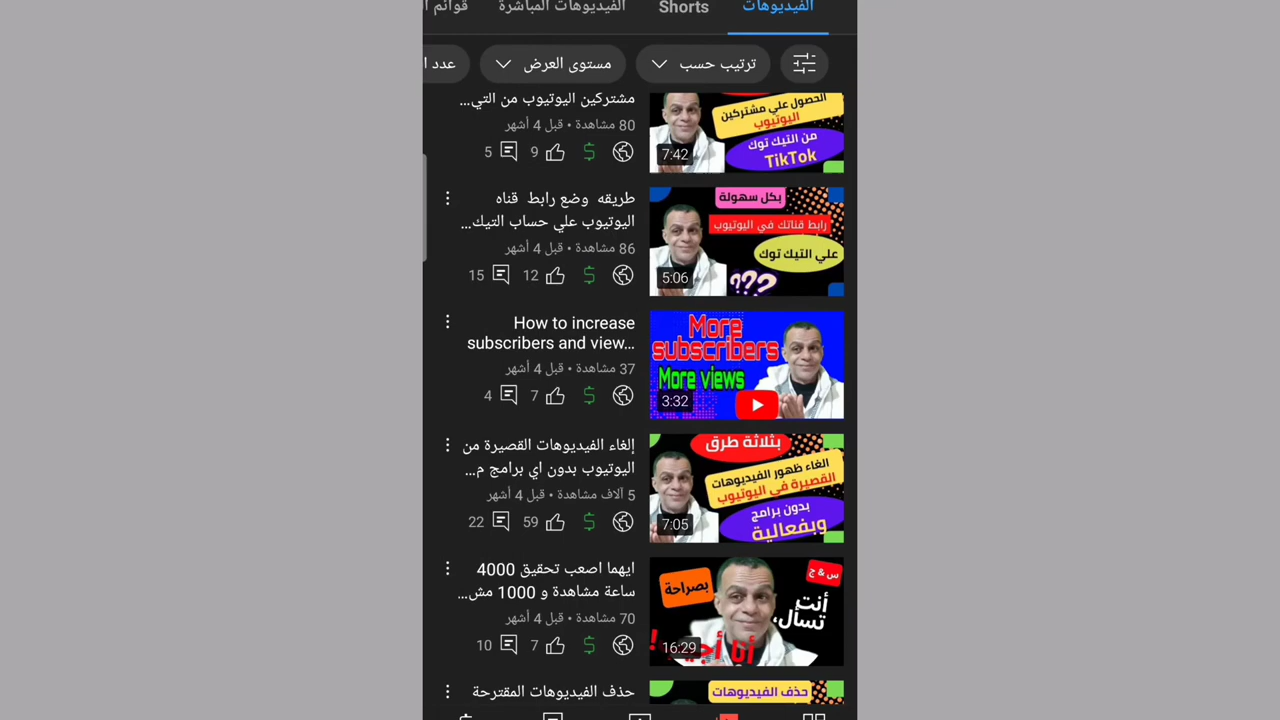 الفيديوهات
Shorts
الفيديوهات المباشرة
قوائم
ترتيب حسب
مستوى العرض
عدد
الحصول علي مشتركين
اليوتيوب
من التيك توك
TikTok
7:42
مشتركين اليوتيوب من التي...
80 مشاهدة • قبل 4 أشهر
9
5
بكل سهولة
رابط قناتك في اليوتيوب
علي التيك توك
???
5:06
طريقه وضع رابط قناه
اليوتيوب علي حساب التيك...
86 مشاهدة • قبل 4 أشهر
12
15
More
subscribers
More views
3:32
How to increase
subscribers and view...
37 مشاهدة • قبل 4 أشهر
7
4
بثلاثة طرق
الغاء ظهور الفيديوهات
القصيرة في اليوتيوب
بدون برامج
وبفعالية
7:05
إلغاء الفيديوهات القصيرة من
اليوتيوب بدون اي برامج م...
5 آلاف مشاهدة • قبل 4 أشهر
59
22
س & ج
بصراحة
أنت
تسأل،
أنا
!
16:29
ايهما اصعب تحقيق 4000
ساعة مشاهدة و 1000 مش...
70 مشاهدة • قبل 4 أشهر
7
10
حذف الفيديوهات
حذف الفيديوهات المقترحة